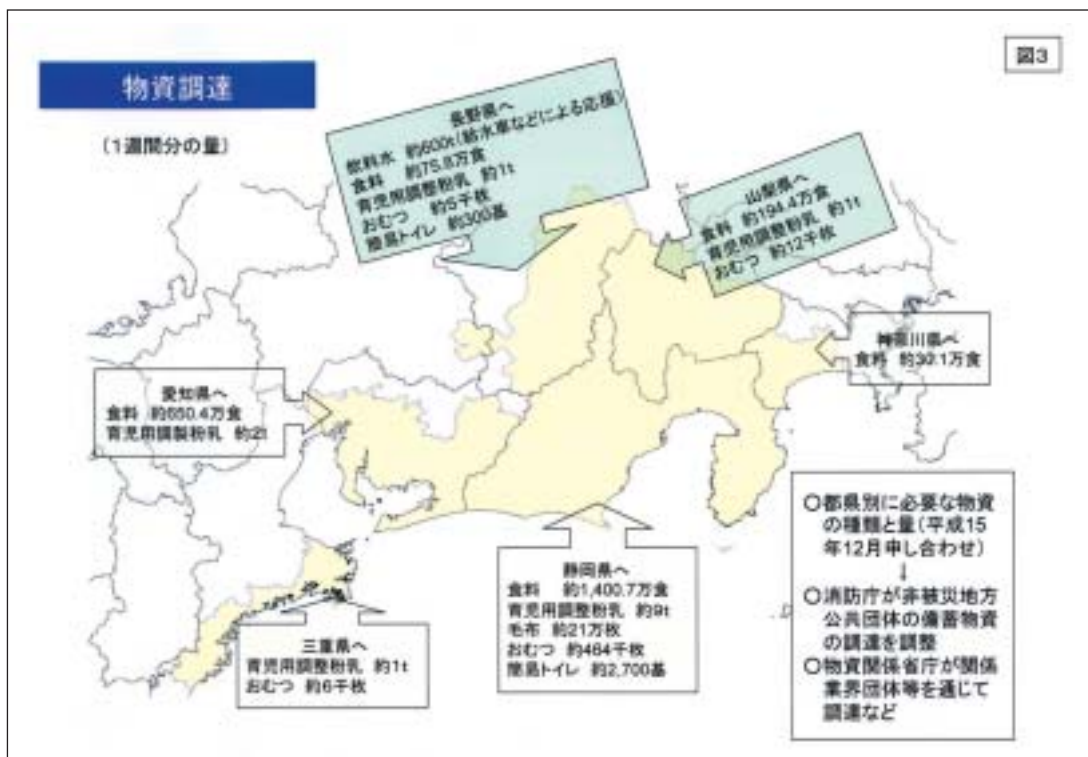 図3
物資調達
（1週間分の量）
長野県へ
飲料水 約600t（給水車などによる応援）
食料 約75.8万食
育児用調整粉乳 約1t
おむつ 約5千枚
簡易トイレ 約300基
山梨県へ
食料 約194.4万食
育児用調整粉乳 約1t
おむつ 約12千枚
神奈川県へ
食料 約30.1万食
愛知県へ
食料 約650.4万食
育児用調製粉乳 約2t
静岡県へ
食料 約1,400.7万食
育児用調整粉乳 約9t
毛布 約21万枚
おむつ 約464千枚
簡易トイレ 約2,700基
三重県へ
育児用調整粉乳 約1t
おむつ 約6千枚
○都県別に必要な物資
の種類と量（平成15
年12月申し合わせ）
↓
○消防庁が非被災地方
公共団体の備蓄物資
の調達を調整
○物資関係省庁が関係
業界団体等を通じて
調達など